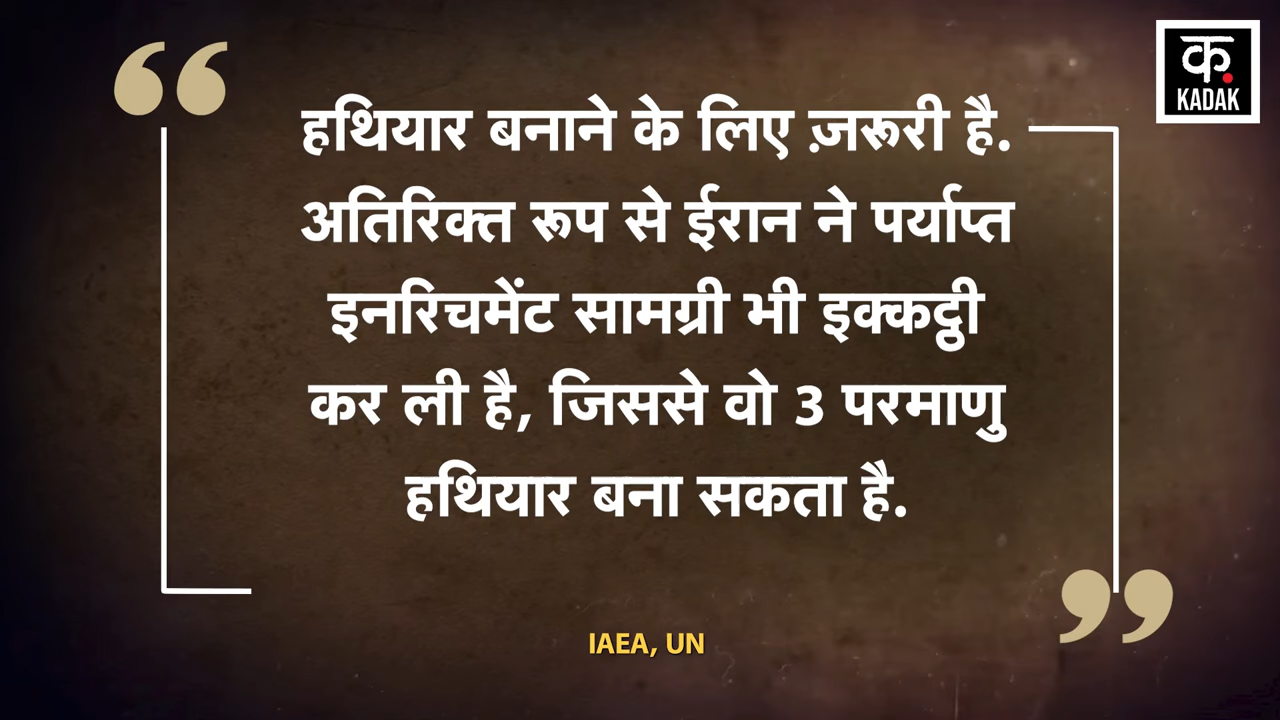 क.
KADAK
हथियार बनाने के लिए ज़रूरी है.
अतिरिक्त रूप से ईरान ने पर्याप्त
इनरिचमेंट सामग्री भी इक्कट्ठी
कर ली है, जिससे वो 3 परमाणु
हथियार बना सकता है.
IAEA, UN